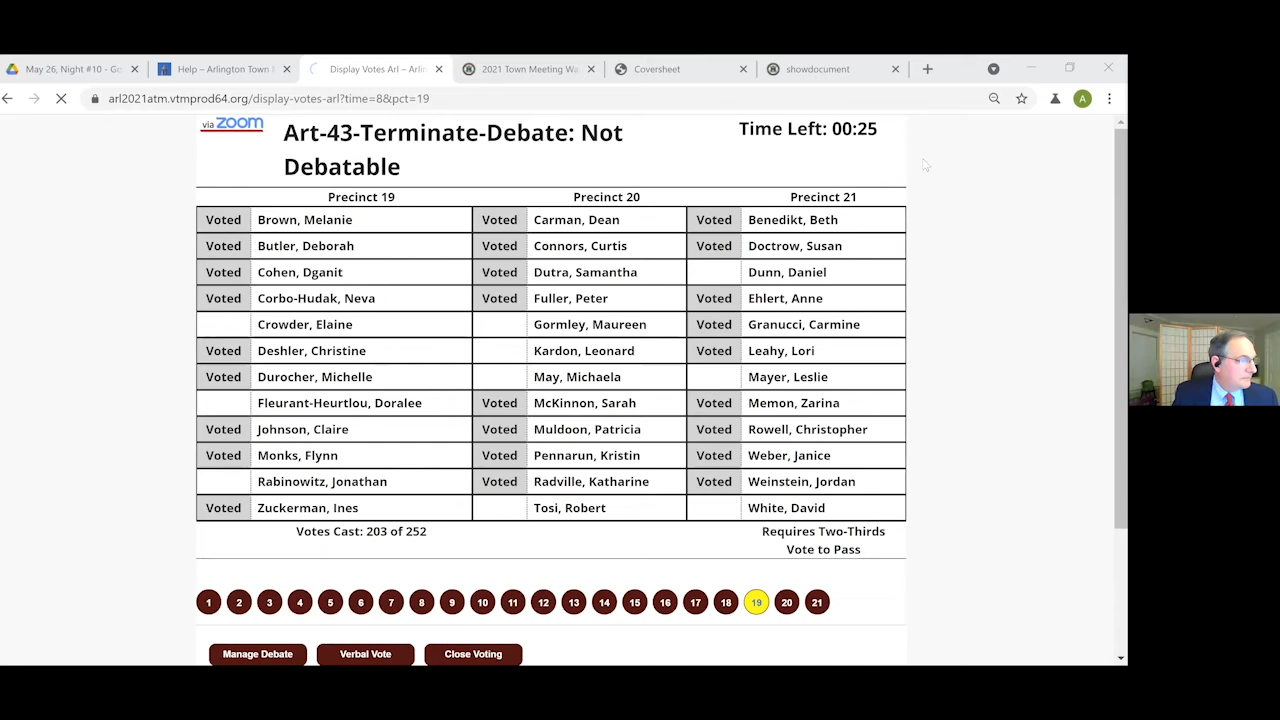 May 26, Night #10 - Go
Help – Arlington Town
Display Votes Arl – Arlin
2021 Town Meeting Wa
Coversheet
showdocument
arl2021atm.vtmprod64.org/display-votes-arl?time=8&pct=19
A
via zoom
Art-43-Terminate-Debate: Not
Debatable
Time Left: 00:25
Precinct 19 Precinct 20 Precinct 21
Voted Brown, Melanie Voted Carman, Dean Voted Benedikt, Beth
Voted Butler, Deborah Voted Connors, Curtis Voted Doctrow, Susan
Voted Cohen, Dganit Voted Dutra, Samantha Dunn, Daniel
Voted Corbo-Hudak, Neva Voted Fuller, Peter Voted Ehlert, Anne
Crowder, Elaine Gormley, Maureen Voted Granucci, Carmine
Voted Deshler, Christine Kardon, Leonard Voted Leahy, Lori
Voted Durocher, Michelle May, Michaela Mayer, Leslie
Fleurant-Heurtlou, Doralee Voted McKinnon, Sarah Voted Memon, Zarina
Voted Johnson, Claire Voted Muldoon, Patricia Voted Rowell, Christopher
Voted Monks, Flynn Voted Pennarun, Kristin Voted Weber, Janice
Rabinowitz, Jonathan Voted Radville, Katharine Voted Weinstein, Jordan
Voted Zuckerman, Ines Tosi, Robert White, David
Votes Cast: 203 of 252 Requires Two-Thirds
Vote to Pass
1 2 3 4 5 6 7 8 9 10 11 12 13 14 15 16 17 18 19 20 21
Manage Debate Verbal Vote Close Voting